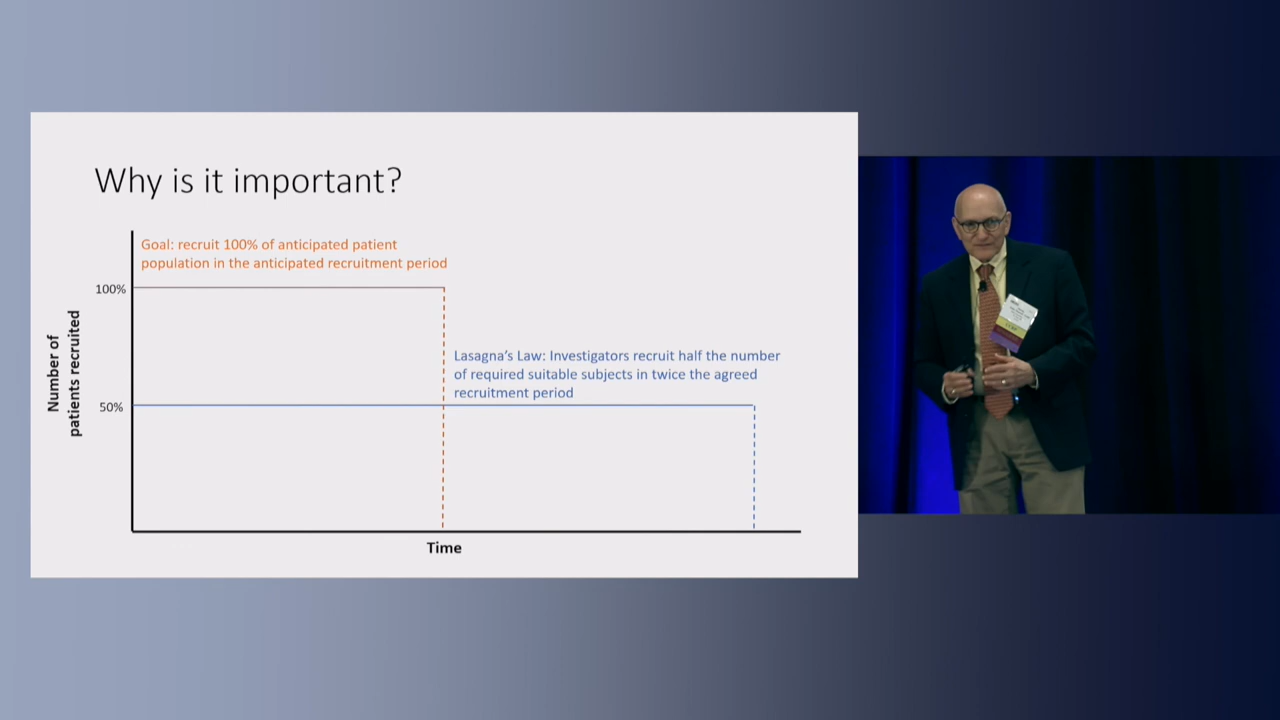 Why is it important?
Goal: recruit 100% of anticipated patient
population in the anticipated recruitment period
100%
Number of
patients recruited
Lasagna's Law: Investigators recruit half the number
of required suitable subjects in twice the agreed
recruitment period
50%
Time